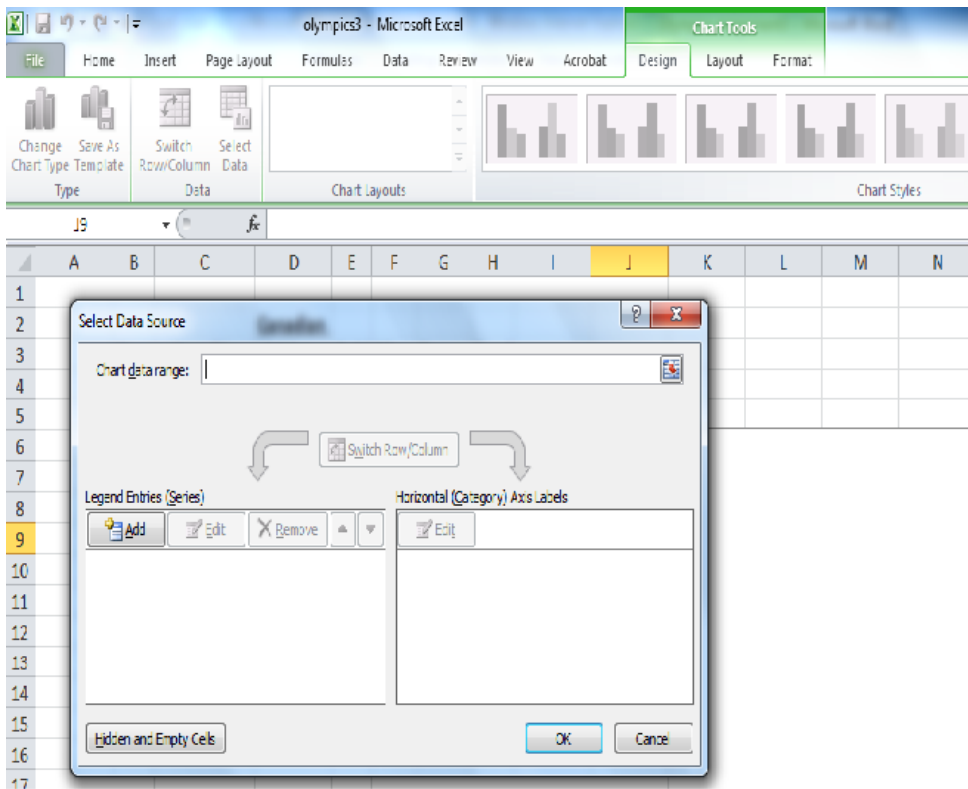 olympics3 - Microsoft Excel
Chart Tools
File Home Insert Page Layout Formulas Data Review View Acrobat Design Layout Format
Change Chart Type
Save As Template
Switch Row/Column
Select Data
Type Data Chart Layouts Chart Styles
J9 fx
A B C D E F G H I J K L M N
1
2
3
4
5
6
7
8
9
10
11
12
13
14
15
16
17
Select Data Source
Canadian
Chart data range:
Switch Row/Column
Legend Entries (Series)
Horizontal (Category) Axis Labels
Add Edit Remove
Edit
Hidden and Empty Cells
OK Cancel